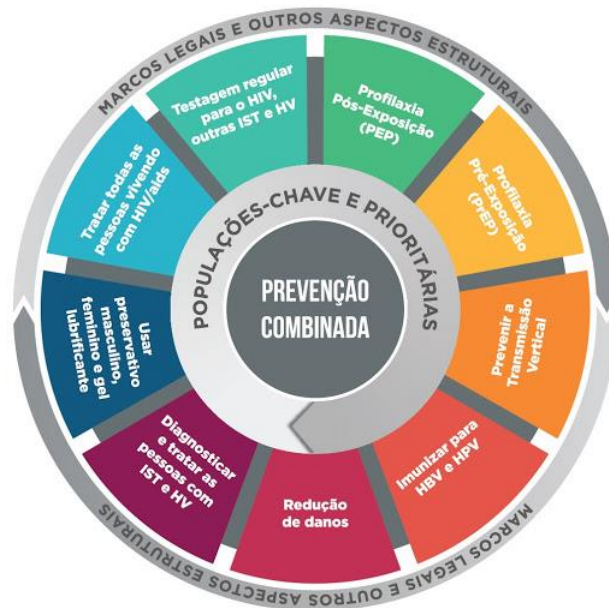 MARCOS LEGAIS E OUTROS ASPECTOS ESTRUTURAIS
Testagem regular
para o HIV,
outras IST e HV
Profilaxia
Pós-Exposição
(PEP)
Profilaxia
Pré-Exposição
(PrEP)
Prevenir a
Transmissão
Vertical
Imunizar para
HBV e HPV
Redução
de danos
Diagnosticar
e tratar as
pessoas com
IST e HV
Usar
preservativo
masculino,
feminino e gel
lubrificante
Tratar todas as
pessoas vivendo
com HIV/aids
POPULAÇÕES-CHAVE E PRIORITÁRIAS
PREVENÇÃO
COMBINADA
MARCOS LEGAIS E OUTROS ASPECTOS ESTRUTURAIS